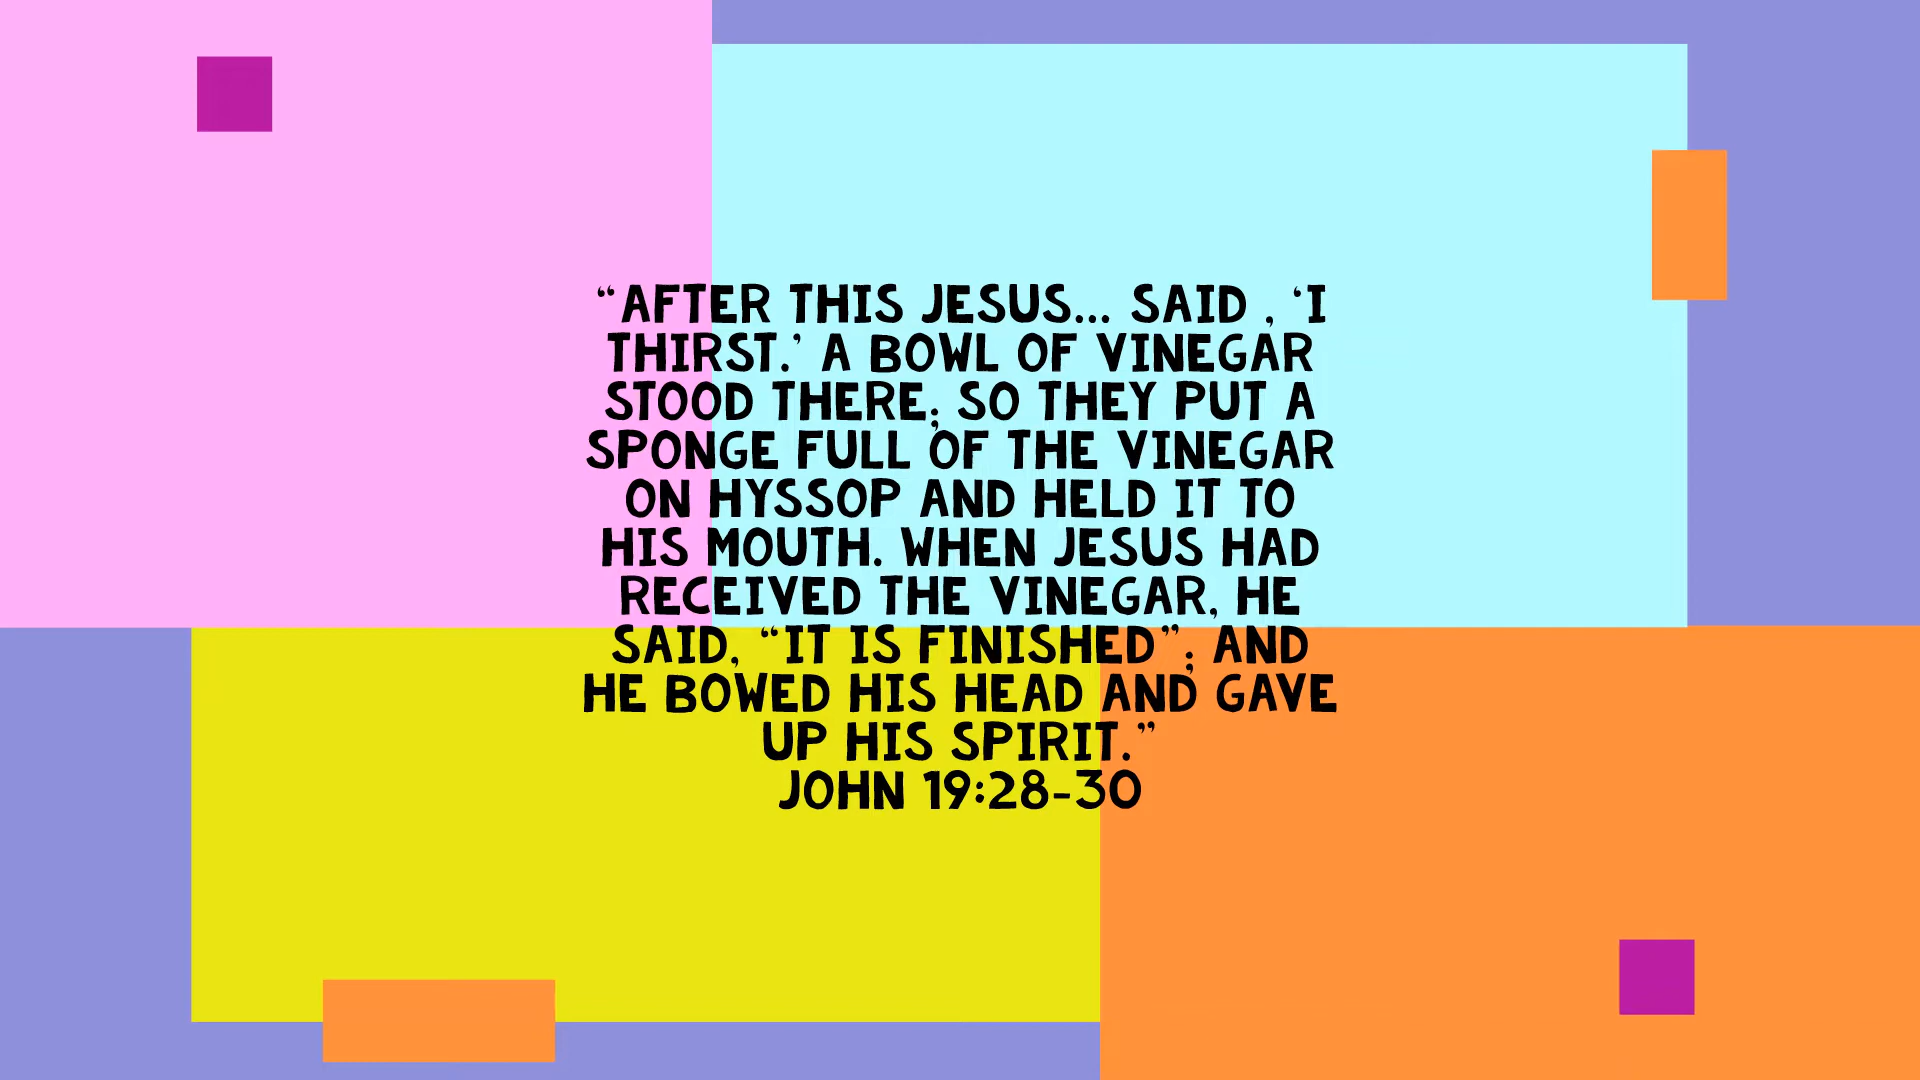 “AFTER THIS JESUS... SAID , ‘I
THIRST.’ A BOWL OF VINEGAR
STOOD THERE; SO THEY PUT A
SPONGE FULL OF THE VINEGAR
ON HYSSOP AND HELD IT TO
HIS MOUTH. WHEN JESUS HAD
RECEIVED THE VINEGAR, HE
SAID, “IT IS FINISHED”; AND
HE BOWED HIS HEAD AND GAVE
UP HIS SPIRIT.”
JOHN 19:28-30